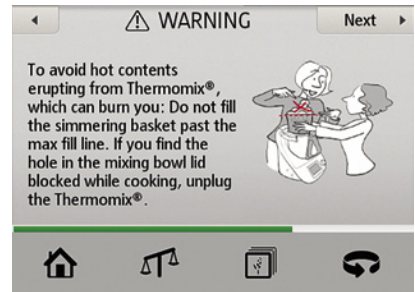 WARNING
Next
To avoid hot contents
erupting from Thermomix®,
which can burn you: Do not fill
the simmering basket past the
max fill line. If you find the
hole in the mixing bowl lid
blocked while cooking, unplug
the Thermomix®.